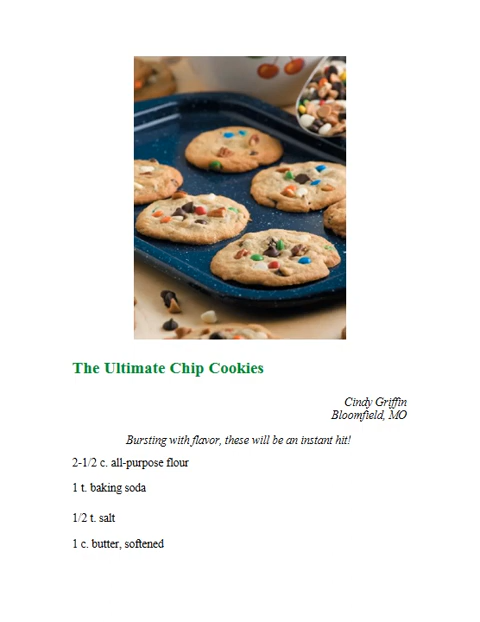 The Ultimate Chip Cookies
Cindy Griffin
Bloomfield, MO
Bursting with flavor, these will be an instant hit!
2-1/2 c. all-purpose flour
1 t. baking soda
1/2 t. salt
1 c. butter, softened